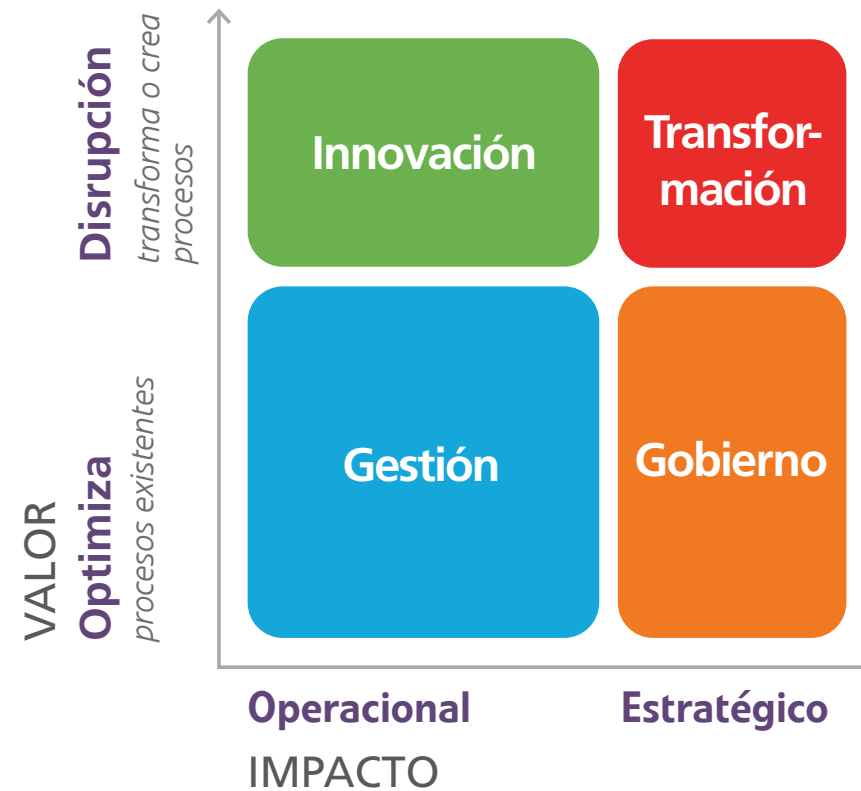 Disrupción
transforma o crea
procesos
Innovación
Transfor-
mación
VALOR
Optimiza
procesos existentes
Gestión
Gobierno
Operacional
Estratégico
IMPACTO